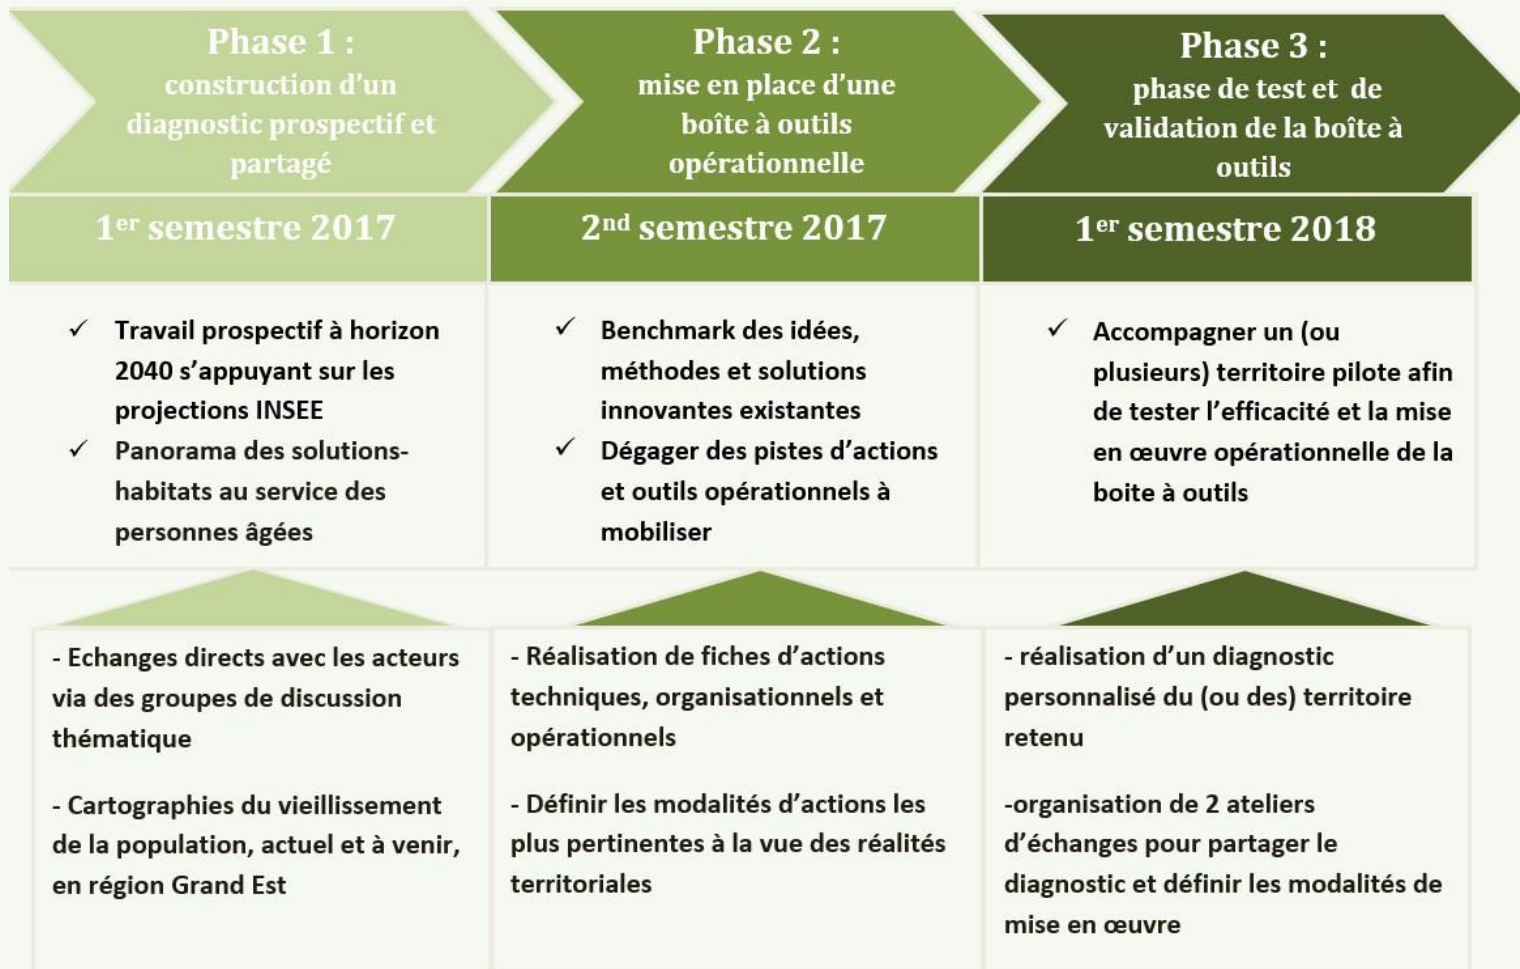 Phase 1 :
construction d’un
diagnostic prospectif et
partagé
Phase 2 :
mise en place d’une
boîte à outils
opérationnelle
Phase 3 :
phase de test et de
validation de la boîte à
outils
1er semestre 2017
2nd semestre 2017
1er semestre 2018
✓ Travail prospectif à horizon
2040 s’appuyant sur les
projections INSEE
✓ Panorama des solutions-
habitats au service des
personnes âgées
✓ Benchmark des idées,
méthodes et solutions
innovantes existantes
✓ Dégager des pistes d’actions
et outils opérationnels à
mobiliser
✓ Accompagner un (ou
plusieurs) territoire pilote afin
de tester l’efficacité et la mise
en œuvre opérationnelle de la
boite à outils
- Echanges directs avec les acteurs
via des groupes de discussion
thématique
- Cartographies du vieillissement
de la population, actuel et à venir,
en région Grand Est
- Réalisation de fiches d’actions
techniques, organisationnels et
opérationnels
- Définir les modalités d’actions les
plus pertinentes à la vue des réalités
territoriales
- réalisation d’un diagnostic
personnalisé du (ou des) territoire
retenu
-organisation de 2 ateliers
d’échanges pour partager le
diagnostic et définir les modalités de
mise en œuvre